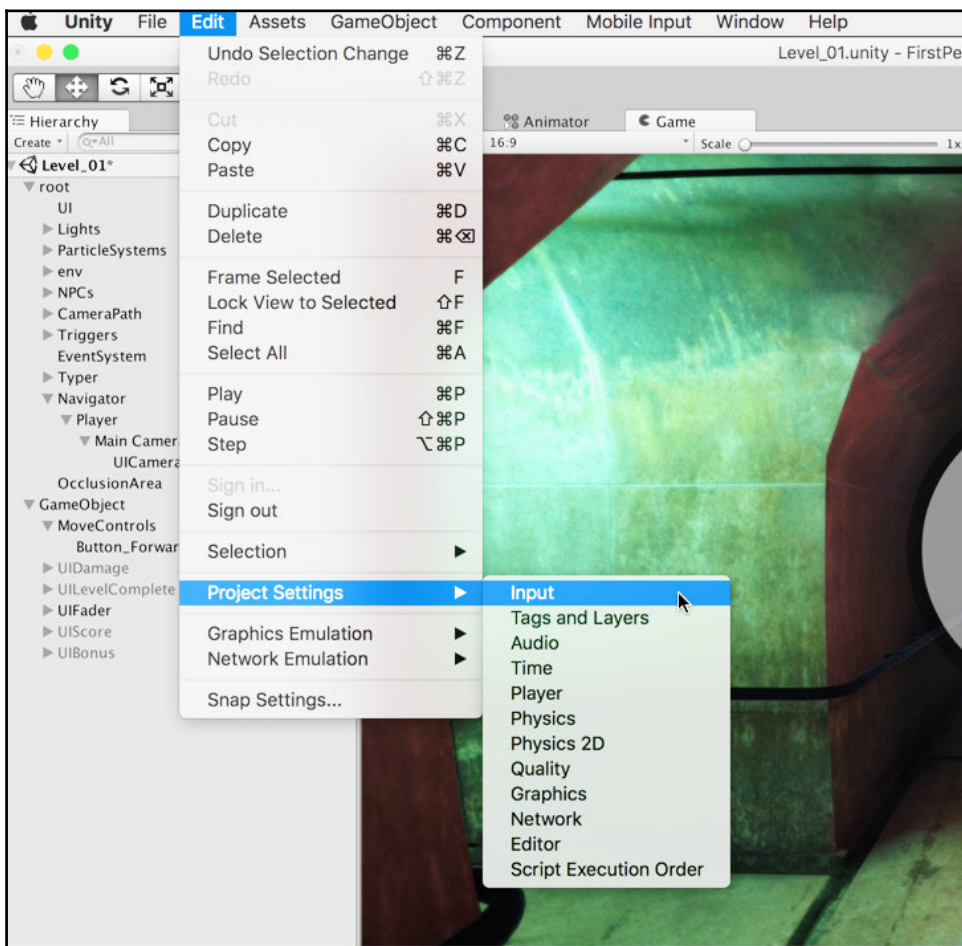 Unity File Edit Assets GameObject Component Mobile Input Window Help
Level_01.unity - FirstPe
Undo Selection Change ⌘Z
Redo ⇧⌘Z
Cut ⌘X
Copy ⌘C
Paste ⌘V
Duplicate ⌘D
Delete ⌘⌫
Frame Selected F
Lock View to Selected ⇧F
Find ⌘F
Select All ⌘A
Play ⌘P
Pause ⇧⌘P
Step ⌥⌘P
Sign in...
Sign out
Selection
Project Settings
Graphics Emulation
Network Emulation
Snap Settings...
Input
Tags and Layers
Audio
Time
Player
Physics
Physics 2D
Quality
Graphics
Network
Editor
Script Execution Order
Hierarchy
Create All
Level_01*
root
UI
Lights
ParticleSystems
env
NPCs
CameraPath
Triggers
EventSystem
Typer
Navigator
Player
Main Camer
UICamera
OcclusionArea
GameObject
MoveControls
Button_Forwar
UIDamage
UILevelComplete
UIFader
UIScore
UIBonus
Animator Game
16:9 Scale 1x